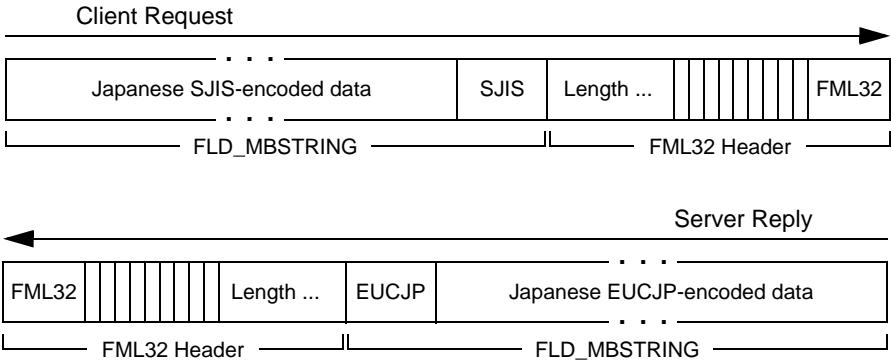 Client Request
Japanese SJIS-encoded data SJIS Length ... FML32
FLD_MBSTRING FML32 Header
Server Reply
FML32 Length ... EUCJP Japanese EUCJP-encoded data
FML32 Header FLD_MBSTRING